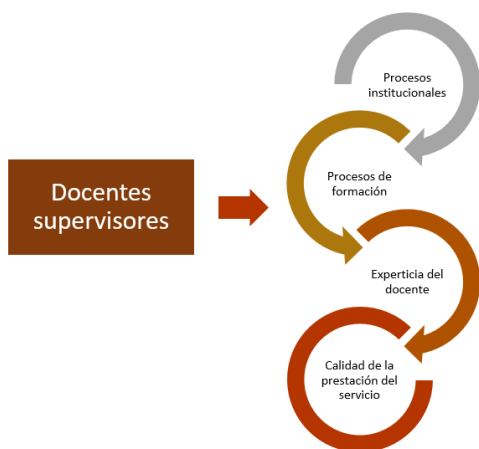 Docentes
supervisores
Procesos
institucionales
Procesos de
formación
Experticia del
docente
Calidad de la
prestación del
servicio